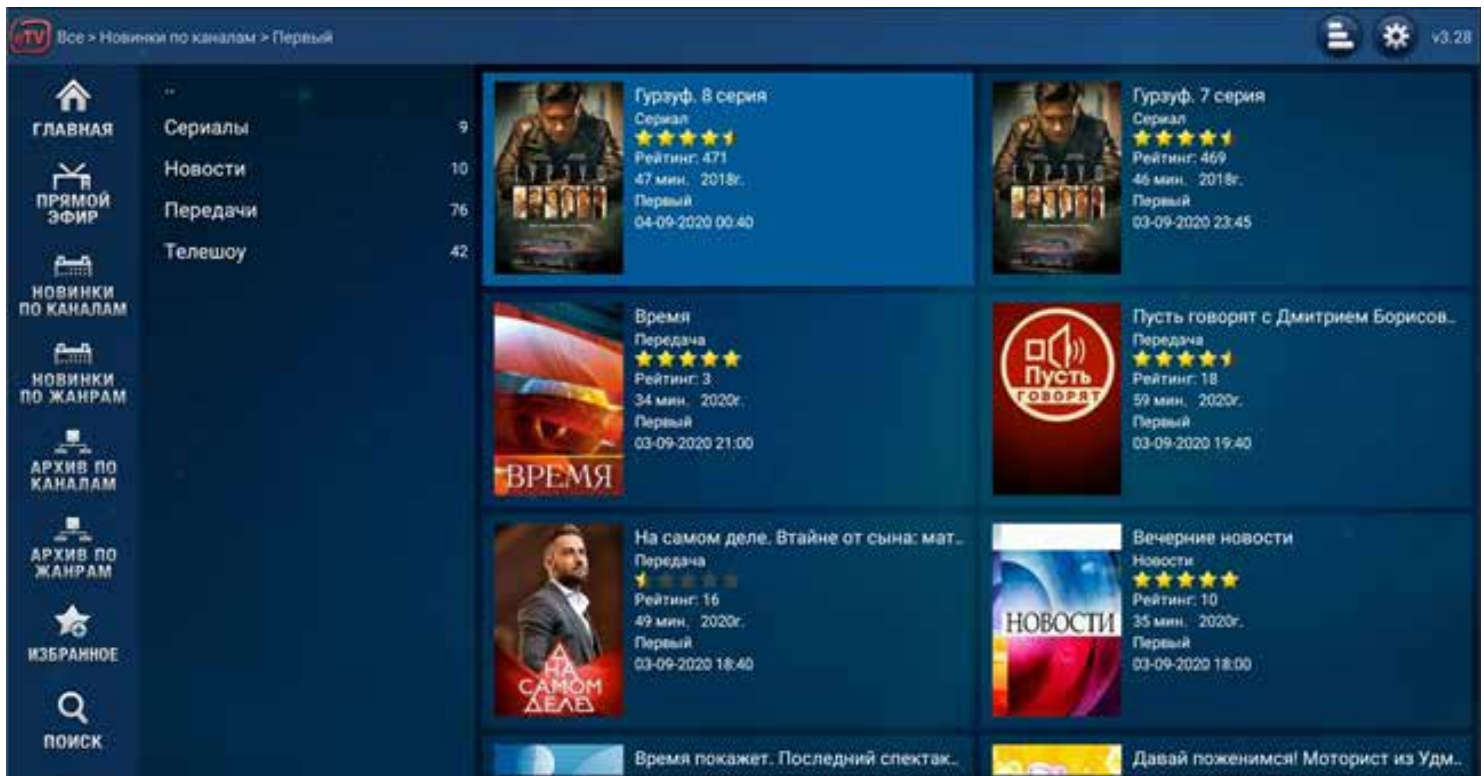 eTV Все > Новинки по каналам > Первый
v3.28
ГЛАВНАЯ
ПРЯМОЙ
ЭФИР
НОВИНКИ
ПО КАНАЛАМ
НОВИНКИ
ПО ЖАНРАМ
АРХИВ ПО
КАНАЛАМ
АРХИВ ПО
ЖАНРАМ
ИЗБРАННОЕ
ПОИСК
..
Сериалы 9
Новости 10
Передачи 76
Телешоу 42
Гурзуф. 8 серия
Сериал
Рейтинг: 471
47 мин. 2018г.
Первый
04-09-2020 00:40
Гурзуф. 7 серия
Сериал
Рейтинг: 469
46 мин. 2018г.
Первый
03-09-2020 23:45
ВРЕМЯ
Время
Передача
Рейтинг: 3
34 мин. 2020г.
Первый
03-09-2020 21:00
Пусть
ГОВОРЯТ
Пусть говорят с Дмитрием Борисов..
Передача
Рейтинг: 18
59 мин. 2020г.
Первый
03-09-2020 19:40
НА
САМОМ
ДЕЛЕ
На самом деле. Втайне от сына: мат..
Передача
Рейтинг: 16
49 мин. 2020г.
Первый
03-09-2020 18:40
НОВОСТИ
Вечерние новости
Новости
Рейтинг: 10
35 мин. 2020г.
Первый
03-09-2020 18:00
Время покажет. Последний спектак..
Давай поженимся! Моторист из Удм..